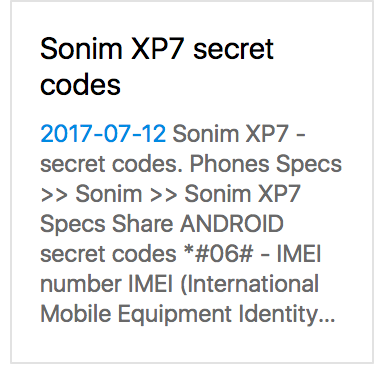 Sonim XP7 secret
codes
2017-07-12 Sonim XP7 -
secret codes. Phones Specs
>> Sonim >> Sonim XP7
Specs Share ANDROID
secret codes *#06# - IMEI
number IMEI (International
Mobile Equipment Identity...